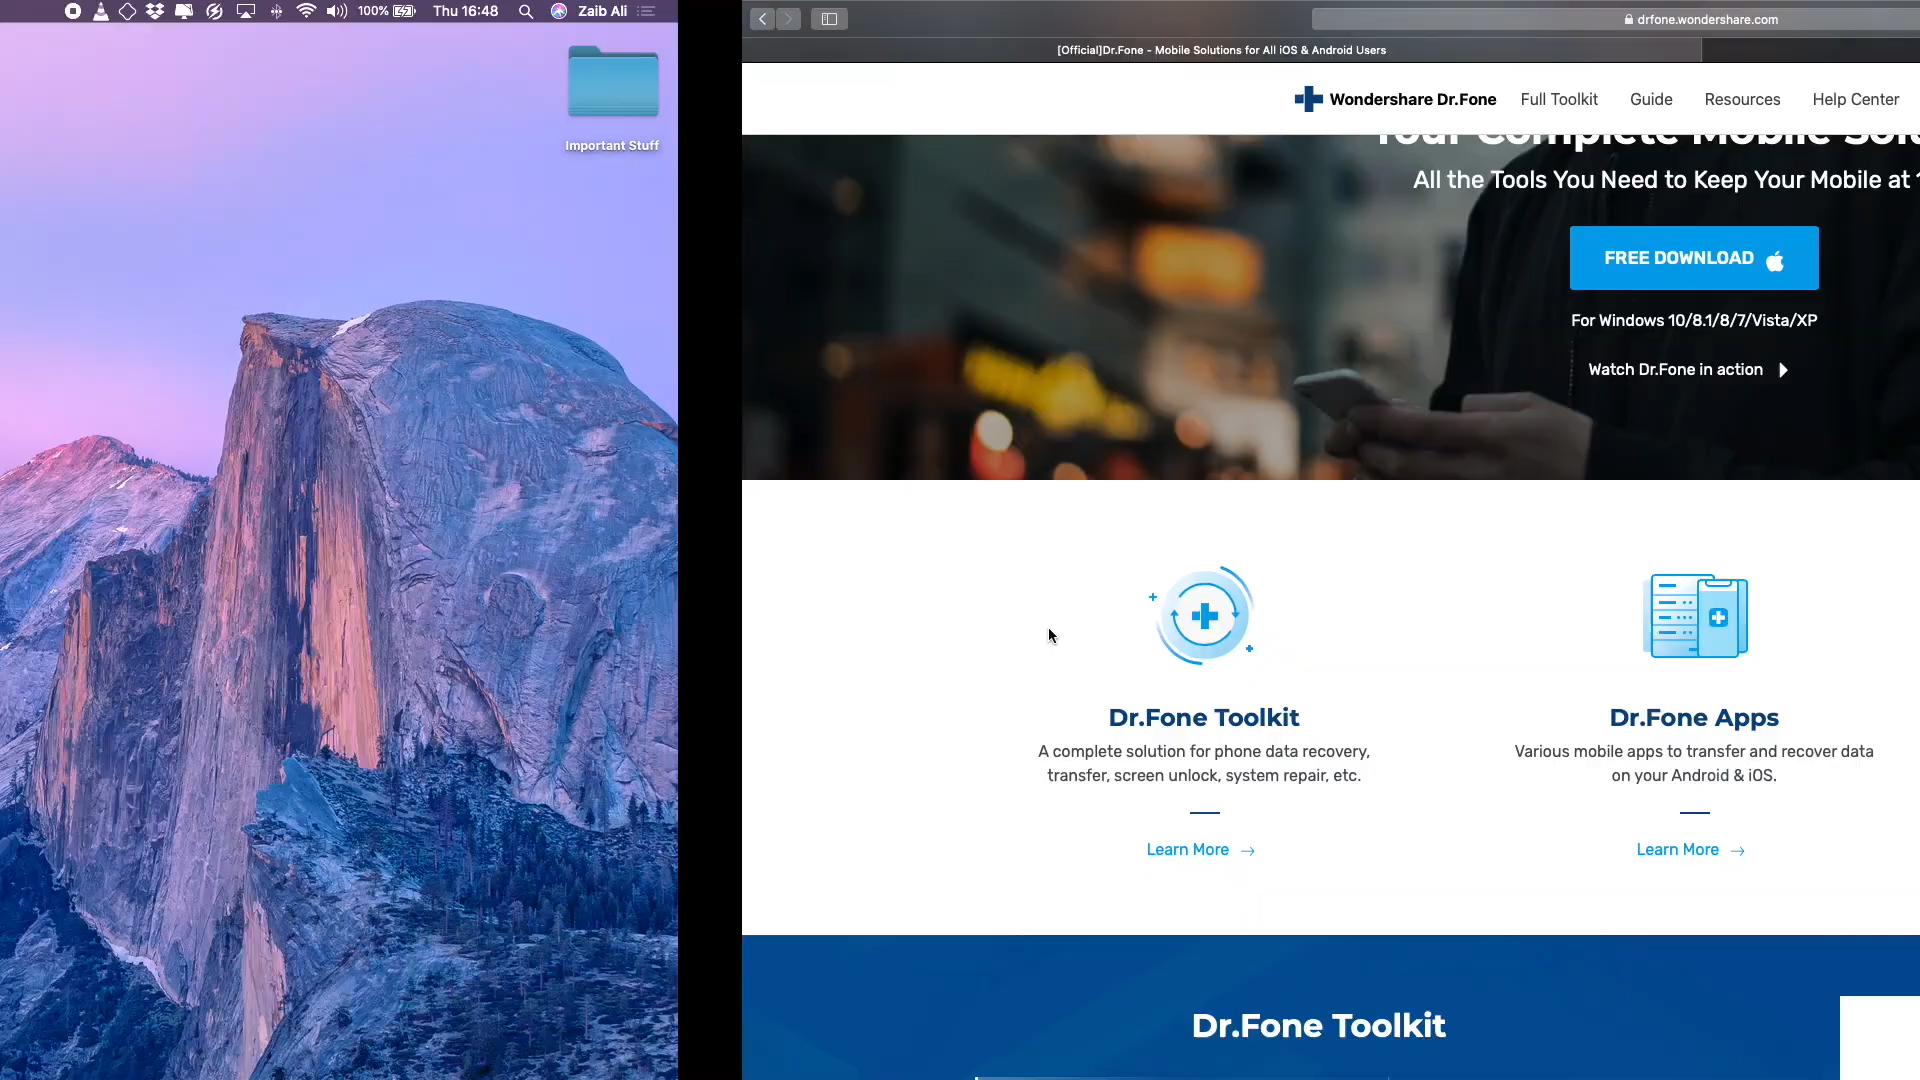 100%
Thu 16:48
Zaib Ali
Important Stuff
drfone.wondershare.com
[Official]Dr.Fone - Mobile Solutions for All iOS & Android Users
Wondershare Dr.Fone
Full Toolkit
Guide
Resources
Help Center
Your Complete Mobile
All the Tools You Need to Keep Your Mobile at
FREE DOWNLOAD
For Windows 10/8.1/8/7/Vista/XP
Watch Dr.Fone in action
Dr.Fone Toolkit
A complete solution for phone data recovery,
transfer, screen unlock, system repair, etc.
Learn More
Dr.Fone Apps
Various mobile apps to transfer and recover data
on your Android & iOS.
Learn More
Dr.Fone Toolkit